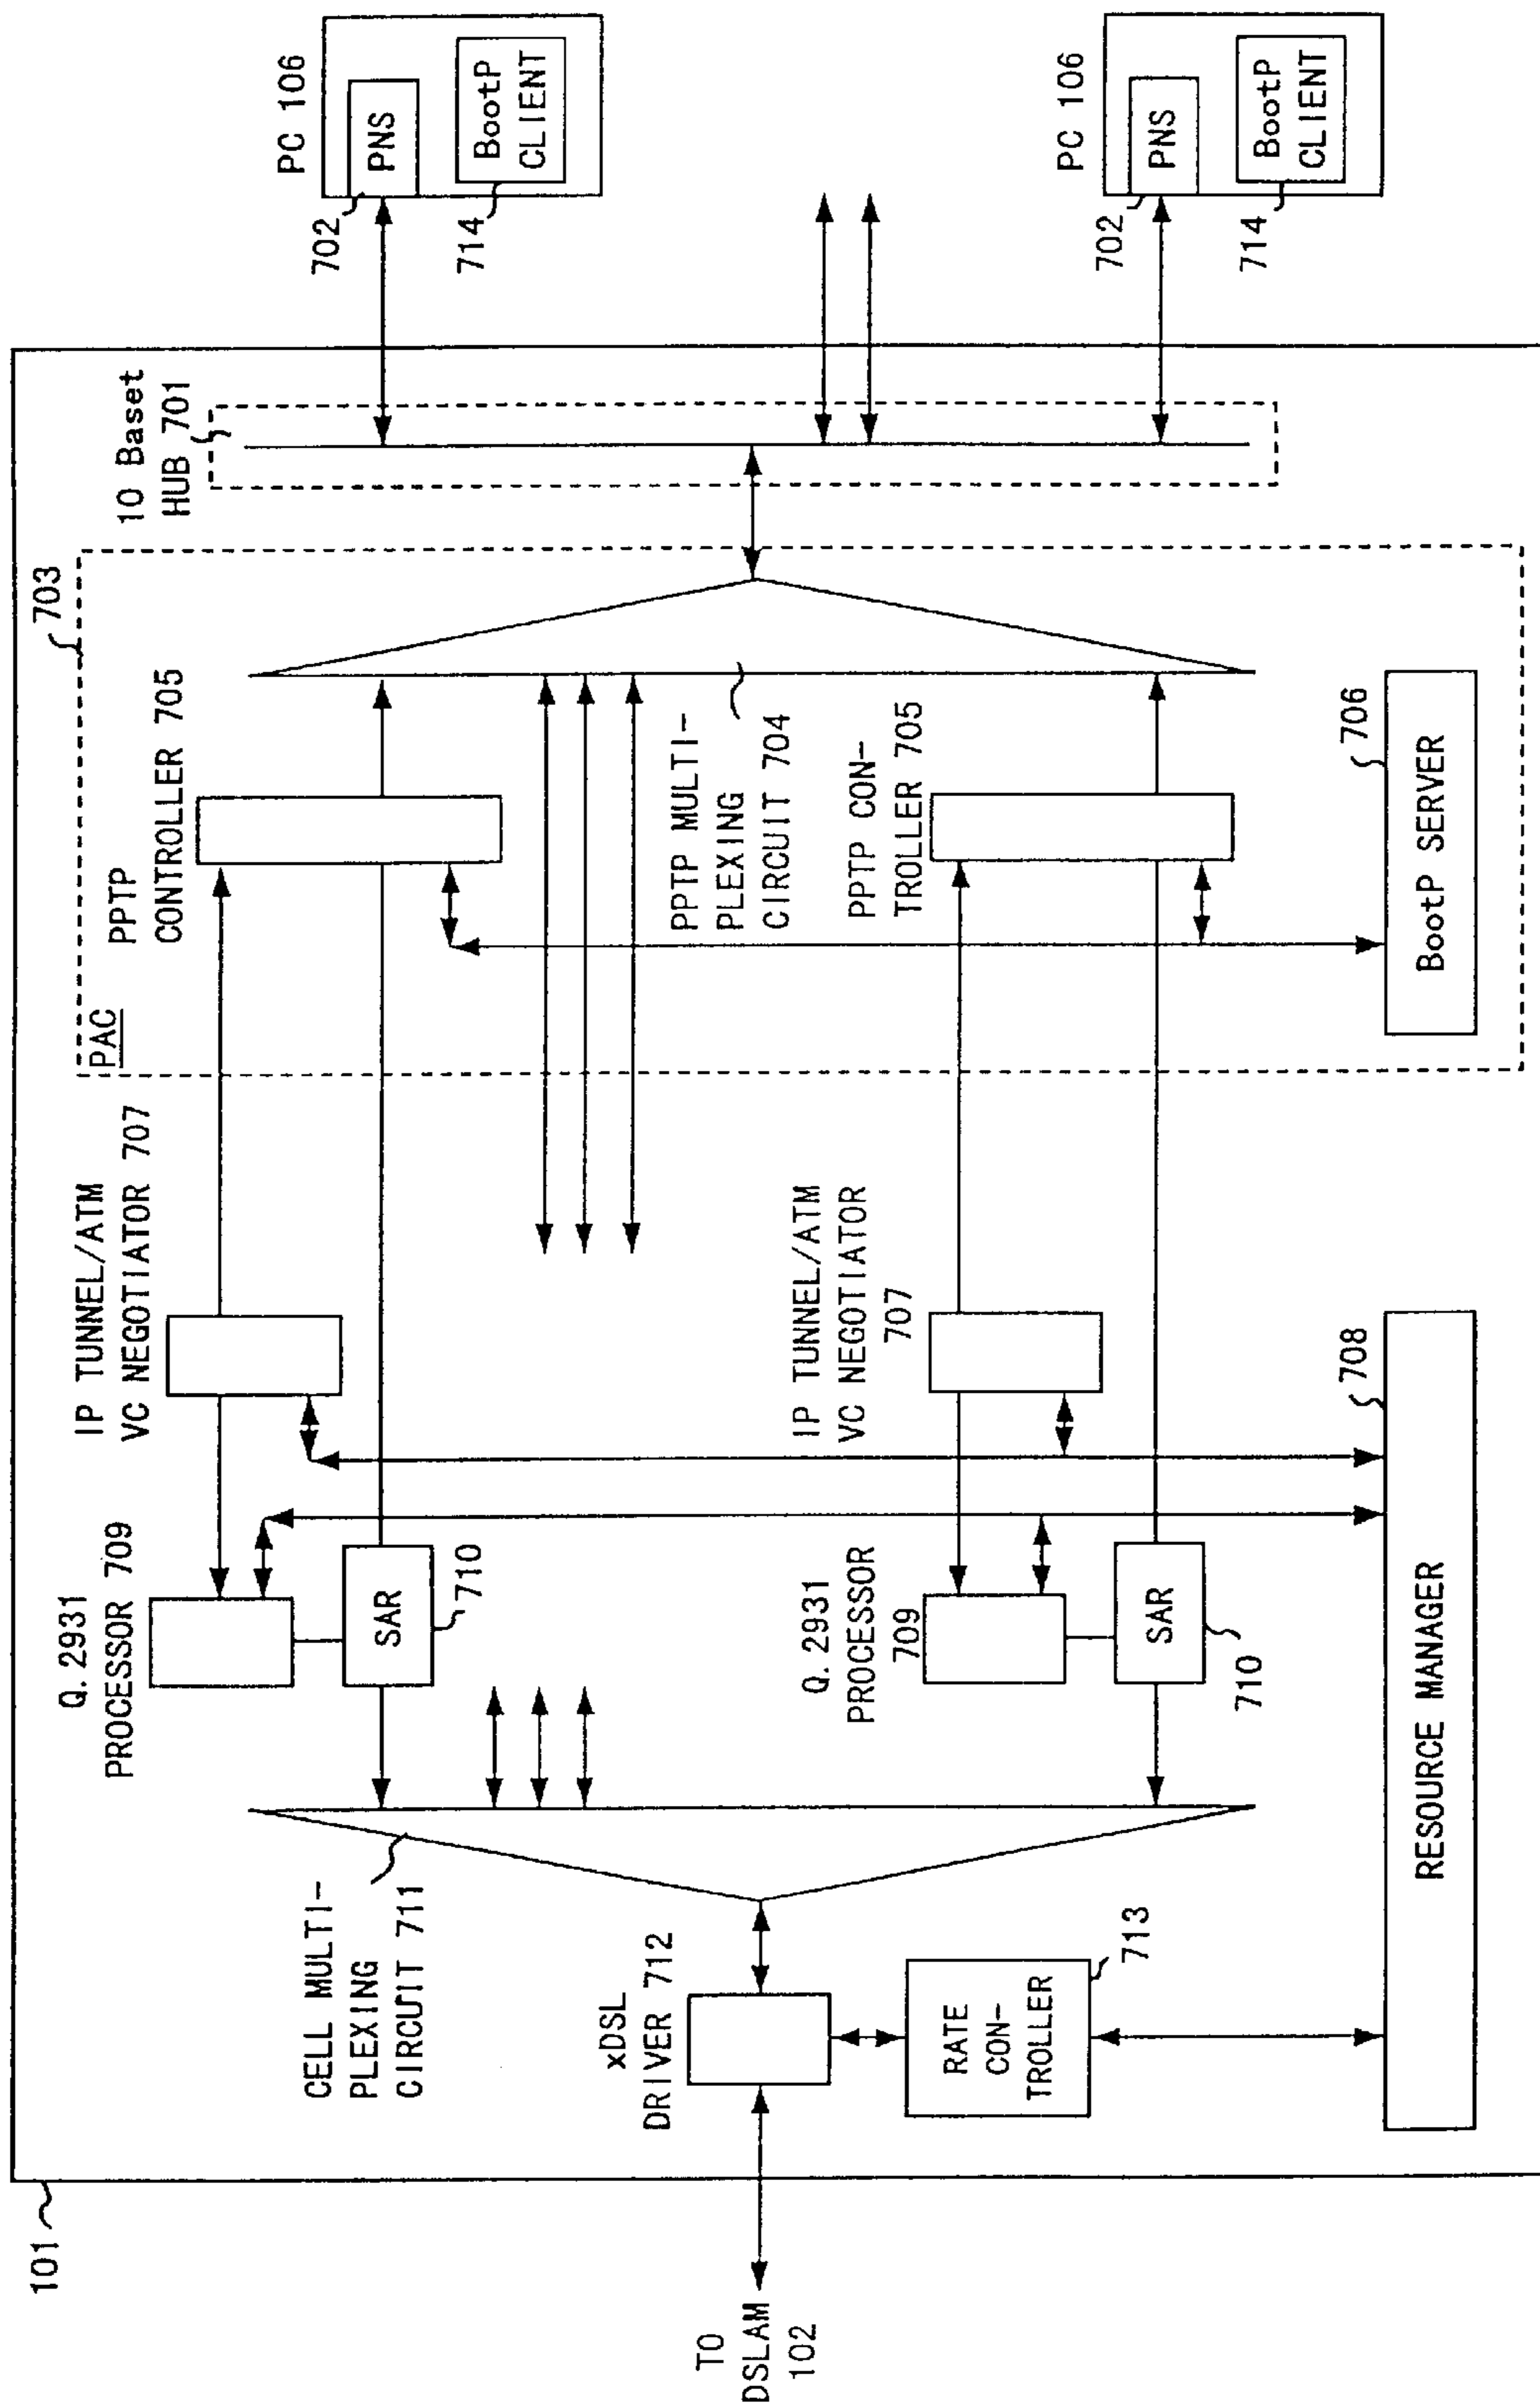 101
TO
DSLAM
102
xDSL
DRIVER 712
RATE
CON-
TROLLER
713
CELL MULTI-
PLEXING
CIRCUIT 711
Q. 2931
PROCESSOR 709
SAR
710
Q. 2931
PROCESSOR
709
SAR
710
RESOURCE MANAGER
708
IP TUNNEL/ATM
VC NEGOTIATOR 707
IP TUNNEL/ATM
VC NEGOTIATOR
707
PAC
703
PPTP
CONTROLLER 705
PPTP MULTI-
PLEXING
CIRCUIT 704
PPTP CON-
TROLLER 705
BootP SERVER
706
10 Baset
HUB 701
PC 106
702
PNS
714
BootP
CLIENT
PC 106
702
PNS
714
BootP
CLIENT